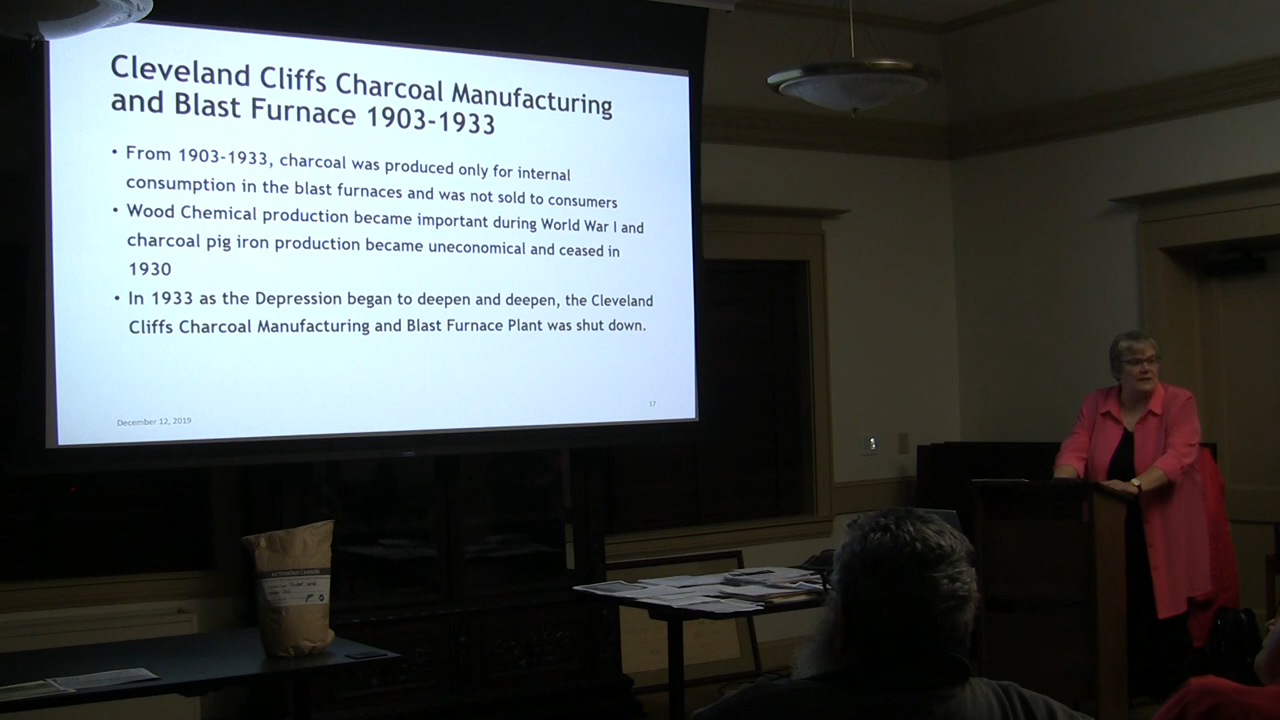 Cleveland Cliffs Charcoal Manufacturing
and Blast Furnace 1903-1933
• From 1903-1933, charcoal was produced only for internal
consumption in the blast furnaces and was not sold to consumers
• Wood Chemical production became important during World War I and
charcoal pig iron production became uneconomical and ceased in
1930
• In 1933 as the Depression began to deepen and deepen, the Cleveland
Cliffs Charcoal Manufacturing and Blast Furnace Plant was shut down.
December 12, 2019
17
ACTIVATED CARBON